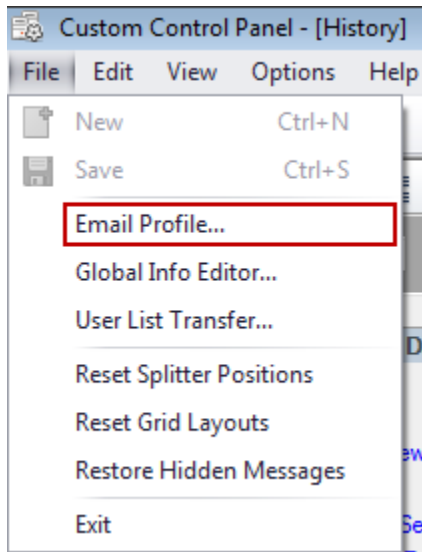 Custom Control Panel - [History]
File Edit View Options Help
New Ctrl+N
Save Ctrl+S
Email Profile...
Global Info Editor...
User List Transfer...
Reset Splitter Positions
Reset Grid Layouts
Restore Hidden Messages
Exit